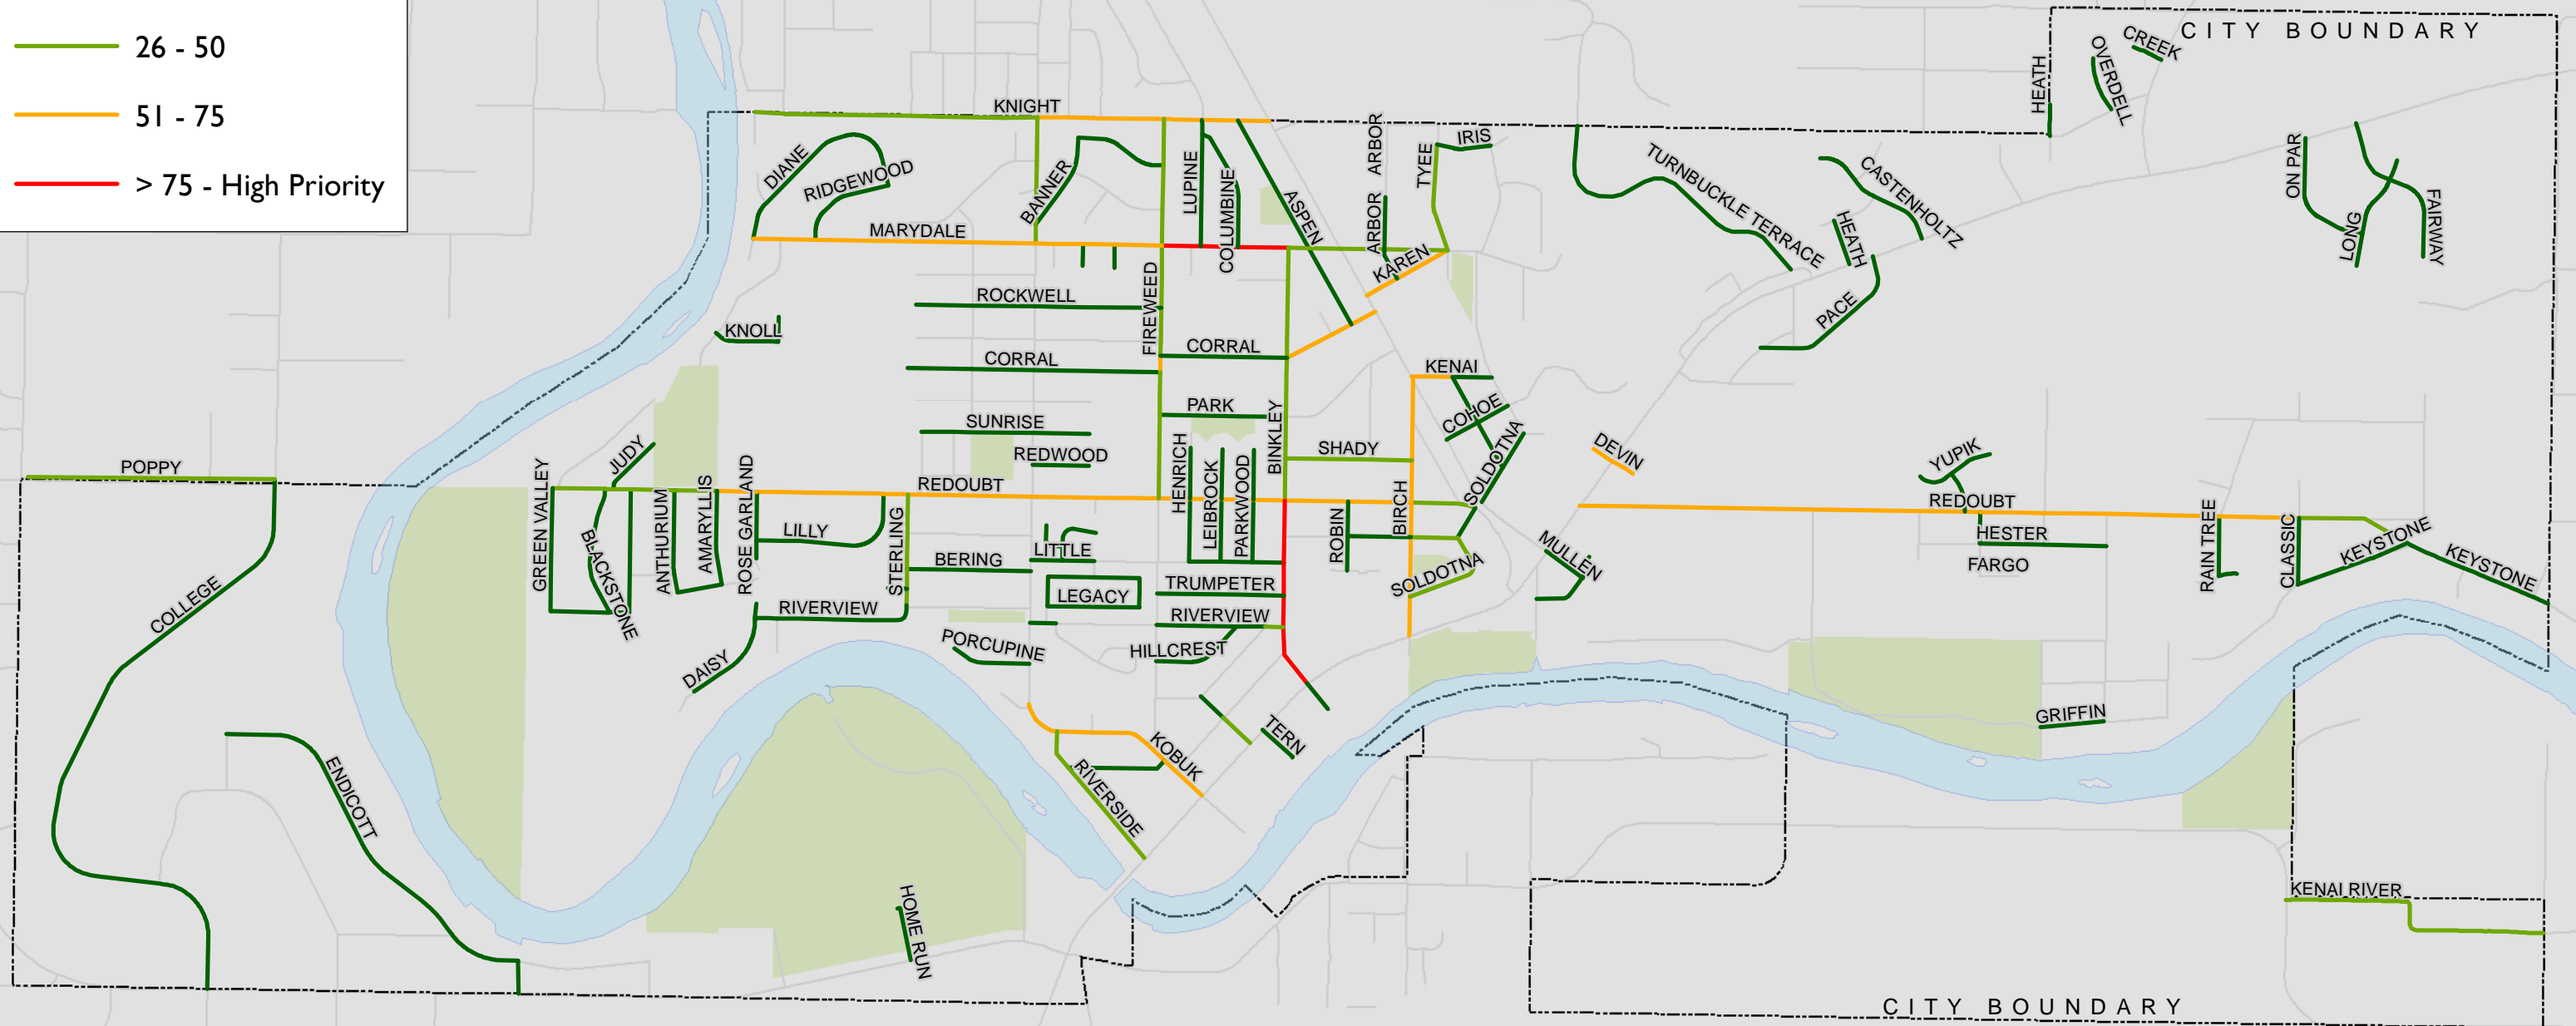 26 - 50
51 - 75
> 75 - High Priority
CITY BOUNDARY
CREEK
OVERDELL
HEATH
KNIGHT
ARBOR
IRIS
TYEE
DIANE
RIDGEWOOD
BANNER
LUPINE
COLUMBINE
ASPEN
ARBOR
KAREN
TURNBUCKLE TERRACE
CASTENHOLTZ
HEATH
PACE
ON PAR
LONG
FAIRWAY
MARYDALE
ROCKWELL
FIREWEED
KNOLL
CORRAL
CORRAL
KENAI
COHOE
SOLDOTNA
PARK
SUNRISE
REDWOOD
HENRICH
LEIBROCK
PARKWOOD
BINKLEY
SHADY
DEVIN
YUPIK
POPPY
JUDY
GREEN VALLEY
BLACKSTONE
ANTHURIUM
AMARYLLIS
ROSE GARLAND
REDOUBT
REDOUBT
LILLY
STERLING
BERING
LITTLE
LEGACY
TRUMPETER
RIVERVIEW
RIVERVIEW
ROBIN
BIRCH
SOLDOTNA
MULLEN
HESTER
FARGO
RAIN TREE
CLASSIC
KEYSTONE
KEYSTONE
COLLEGE
DAISY
PORCUPINE
HILLCREST
TERN
KOBUK
RIVERSIDE
GRIFFIN
ENDICOTT
HOME RUN
KENAI RIVER
CITY BOUNDARY